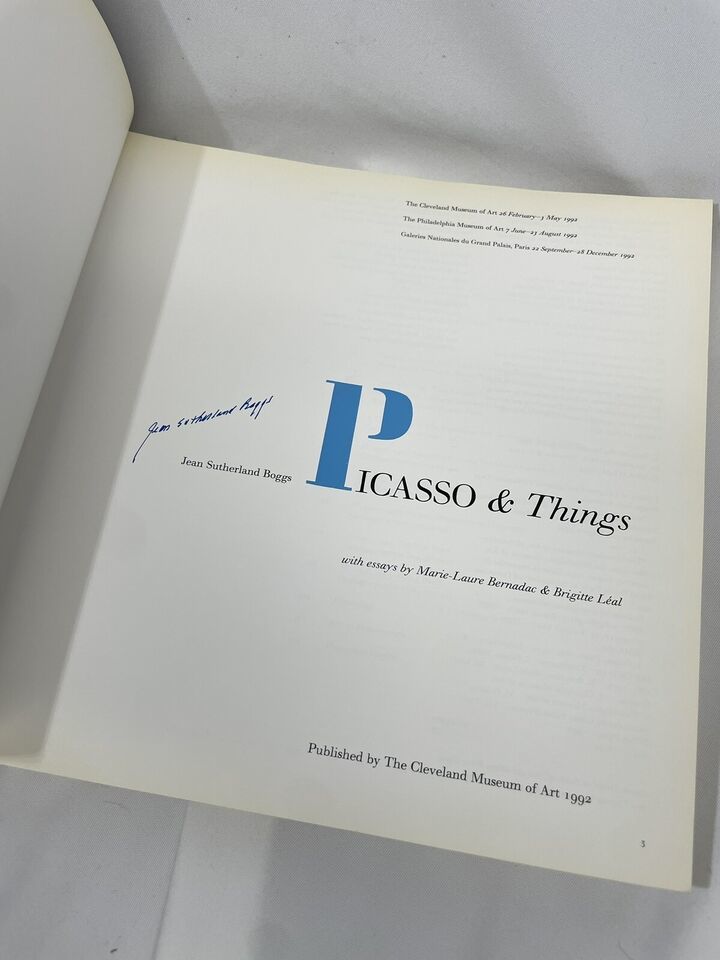 The Cleveland Museum of Art 26 February–3 May 1992
The Philadelphia Museum of Art 7 June–23 August 1992
Galeries Nationales du Grand Palais, Paris 22 September–28 December 1992
Jean Sutherland Boggs
Jean Sutherland Boggs
PICASSO & Things
with essays by Marie-Laure Bernadac & Brigitte Léal
Published by The Cleveland Museum of Art 1992
3